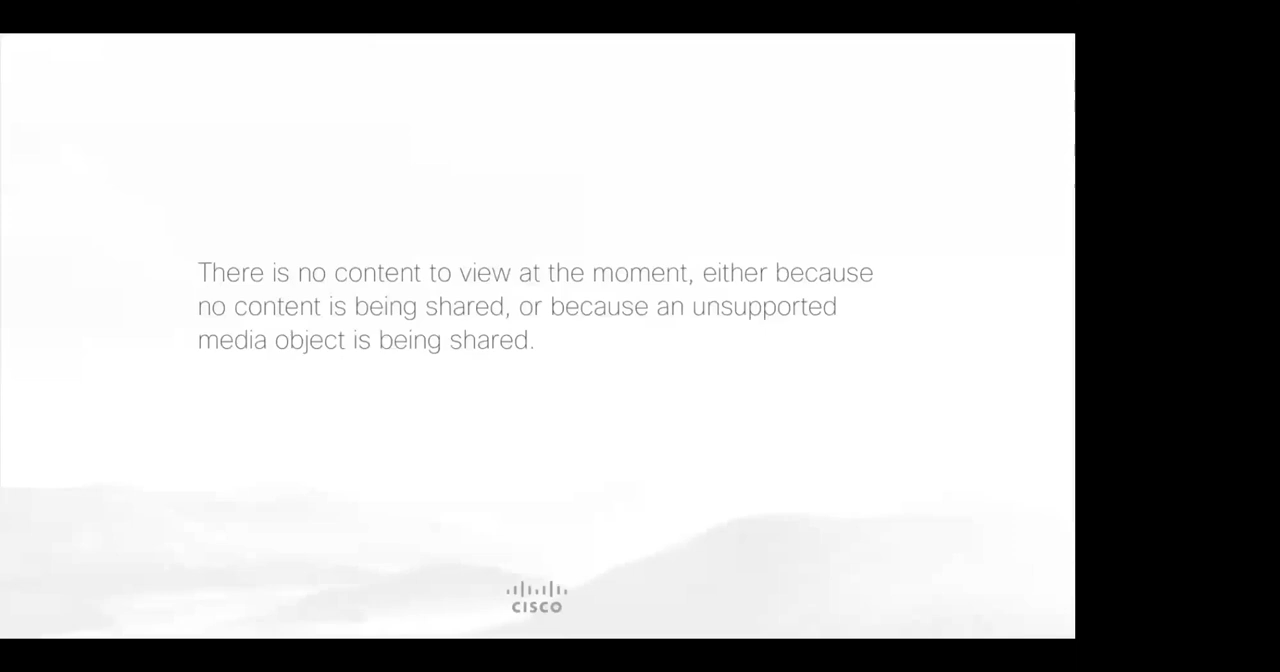 There is no content to view at the moment, either because
no content is being shared, or because an unsupported
media object is being shared.
CISCO